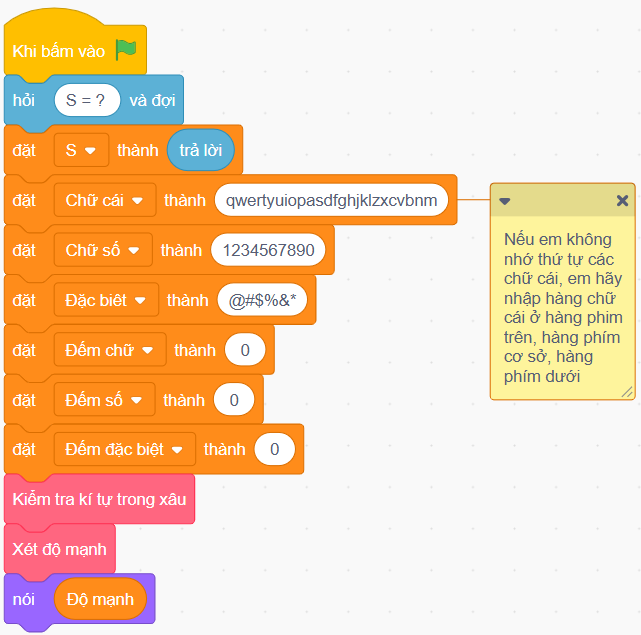 Khi bấm vào
hỏi S = ? và đợi
đặt S thành trả lời
đặt Chữ cái thành qwertyuiopasdfghjklzxcvbnm
đặt Chữ số thành 1234567890
đặt Đặc biêt thành @#$%&*
đặt Đếm chữ thành 0
đặt Đếm số thành 0
đặt Đếm đặc biệt thành 0
Kiểm tra kí tự trong xâu
Xét độ mạnh
nói Độ mạnh
Nếu em không
nhớ thứ tự các
chữ cái, em hãy
nhập hàng chữ
cái ở hàng phim
trên, hàng phím
cơ sở, hàng
phím dưới